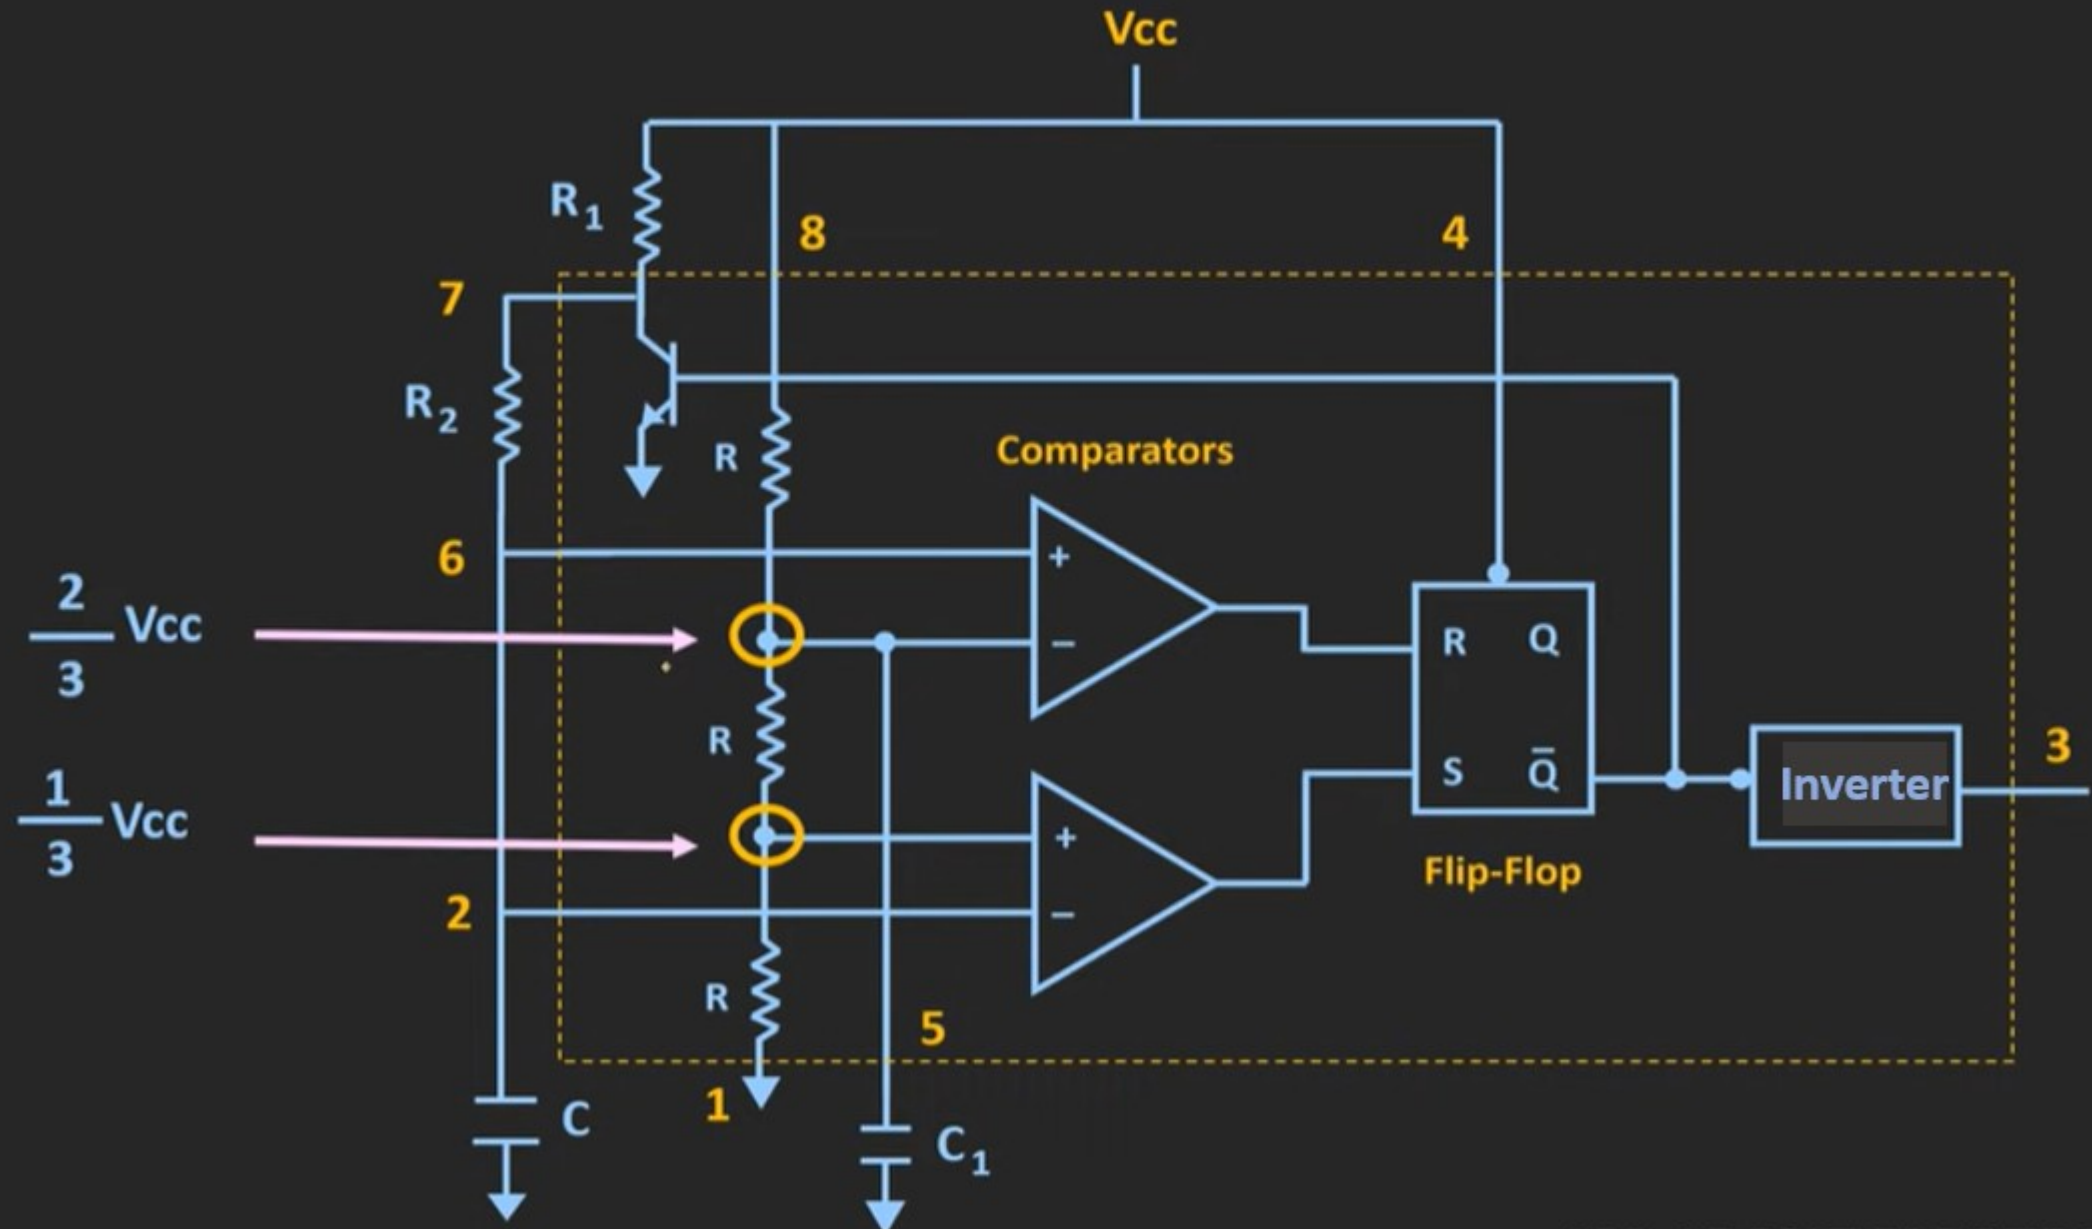 Vcc
R1
8
4
7
R2
R
Comparators
6
+
2/3 Vcc
−
R Q
R
1/3 Vcc
S Q̅
Inverter
3
+
Flip-Flop
2
−
R
5
1
C
C1